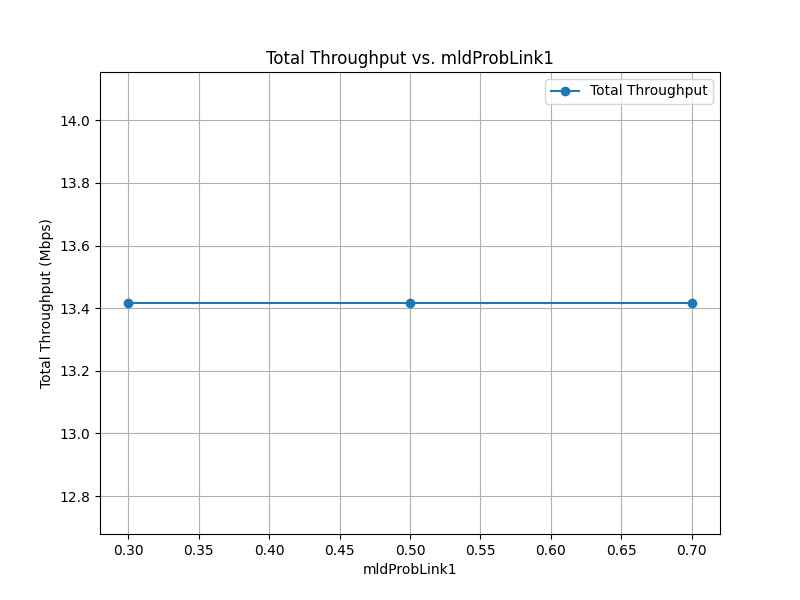 Total Throughput vs. mldProbLink1
Total Throughput
Total Throughput (Mbps)
14.0
13.8
13.6
13.4
13.2
13.0
12.8
0.30 0.35 0.40 0.45 0.50 0.55 0.60 0.65 0.70
mldProbLink1